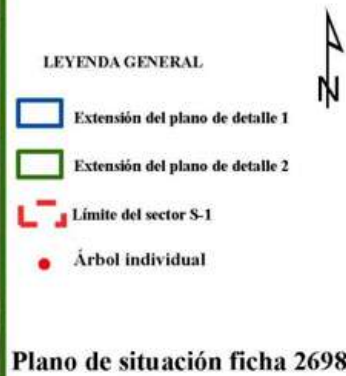 LEYENDA GENERAL
N
Extensión del plano de detalle 1
Extensión del plano de detalle 2
Límite del sector S-1
Árbol individual
Plano de situación ficha 2698